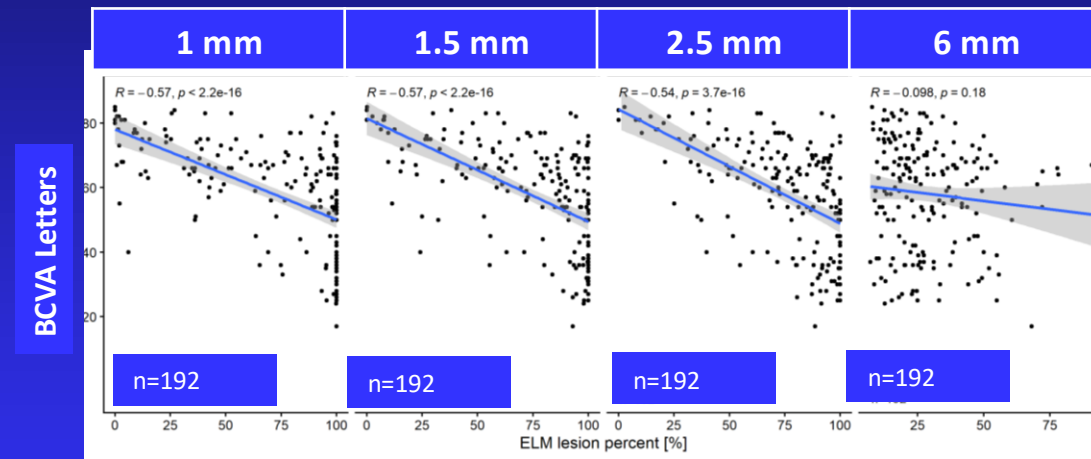 1 mm
1.5 mm
2.5 mm
6 mm
R = −0.57, p < 2.2e-16
R = −0.57, p < 2.2e-16
R = −0.54, p = 3.7e-16
R = −0.098, p = 0.18
BCVA Letters
80
60
40
20
n=192
n=192
n=192
n=192
0 25 50 75 100
0 25 50 75 100
0 25 50 75 100
25 50 75
ELM lesion percent [%]